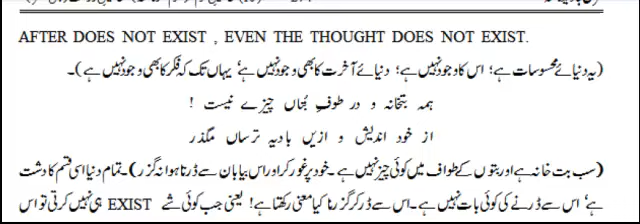 AFTER DOES NOT EXIST , EVEN THE THOUGHT DOES NOT EXIST.
(یہ دنیائے محسوسات ہے؛ اس کا وجود نہیں ہے؛ دنیائے آخرت کا بھی وجود نہیں ہے' یہاں تک کہ فکر کا بھی وجود نہیں ہے)۔
ہمہ بتخانہ و در طوفِ بُتاں چیزے نیست !
از خود اندیش و ازیں بادیہ ترساں مگذر
(سب بت خانہ ہے اور بتوں کے طواف میں کوئی چیز نہیں ہے۔ خود پر غور کر اور اس بیابان سے ڈرتا ہوا نہ گزر)۔ تمام دنیا اسی قسم کا دشت
ہے' اس سے ڈرنے کی کوئی بات نہیں ہے۔ اس سے ڈر کر گزرنا کیا معنی رکھتا ہے! یعنی جب کوئی شے EXIST ہی نہیں کرتی تو اس